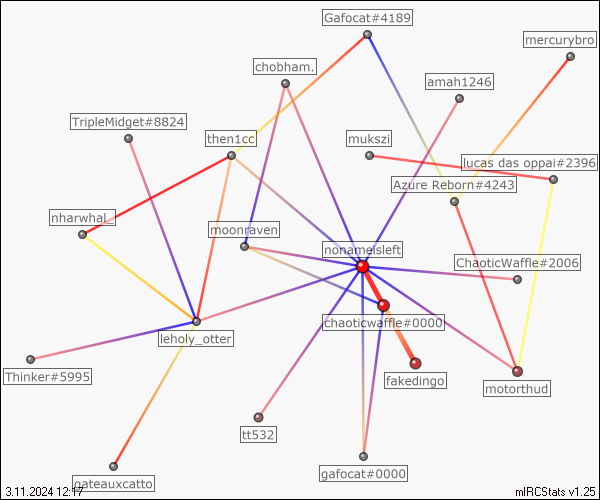 Gafocat#4189
mercurybro
chobham.
amah1246
TripleMidget#8824
then1cc
mukszi
lucas das oppai#2396
Azure Reborn#4243
nharwhal_
moonraven
nonameisleft
ChaoticWaffle#2006
chaoticwaffle#0000
leholy_otter
Thinker#5995
fakedingo
motorthud
tt532
gafocat#0000
gateauxcatto
3.11.2024 12:17
mIRCStats v1.25